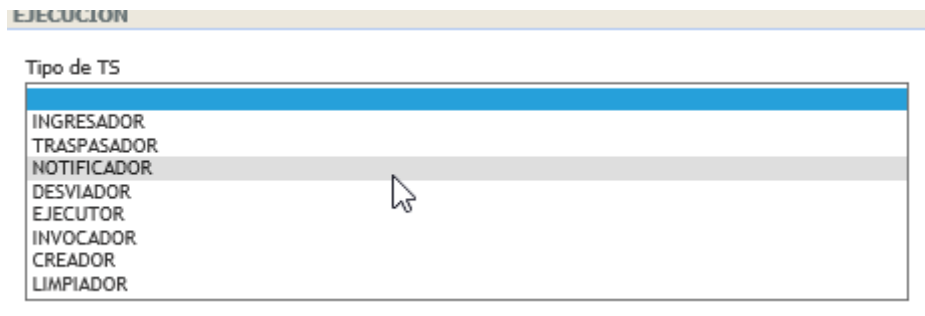 EJECUCION
Tipo de TS
INGRESADOR
TRASPASADOR
NOTIFICADOR
DESVIADOR
EJECUTOR
INVOCADOR
CREADOR
LIMPIADOR